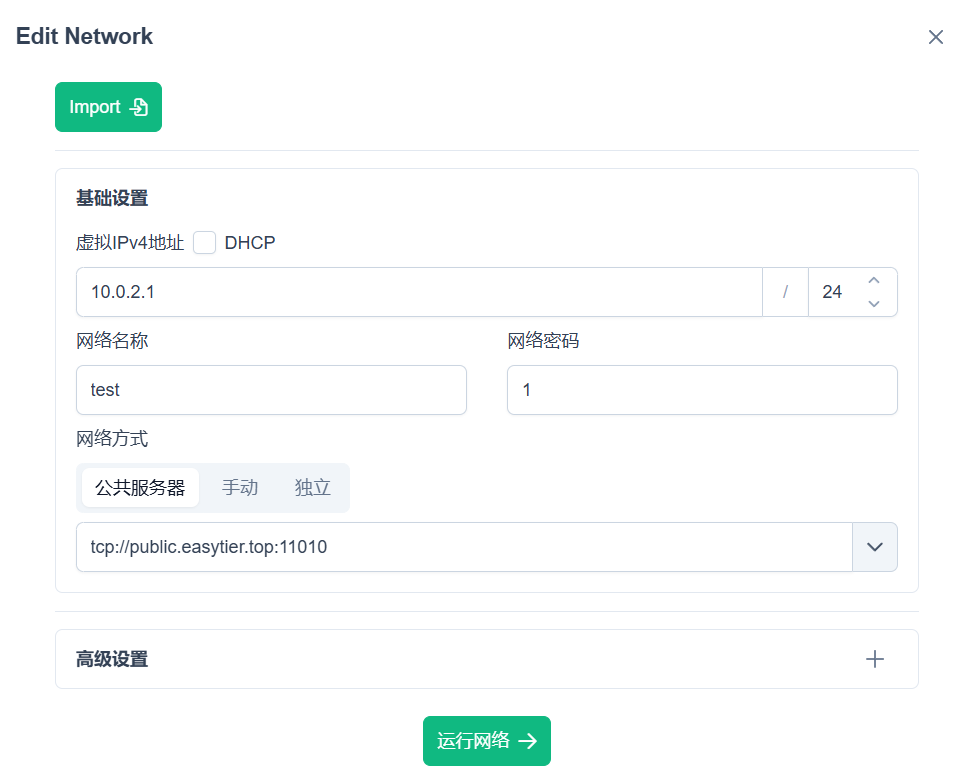 Edit Network
Import
基础设置
虚拟IPv4地址 DHCP
10.0.2.1 / 24
网络名称 网络密码
test 1
网络方式
公共服务器 手动 独立
tcp://public.easytier.top:11010
高级设置
运行网络